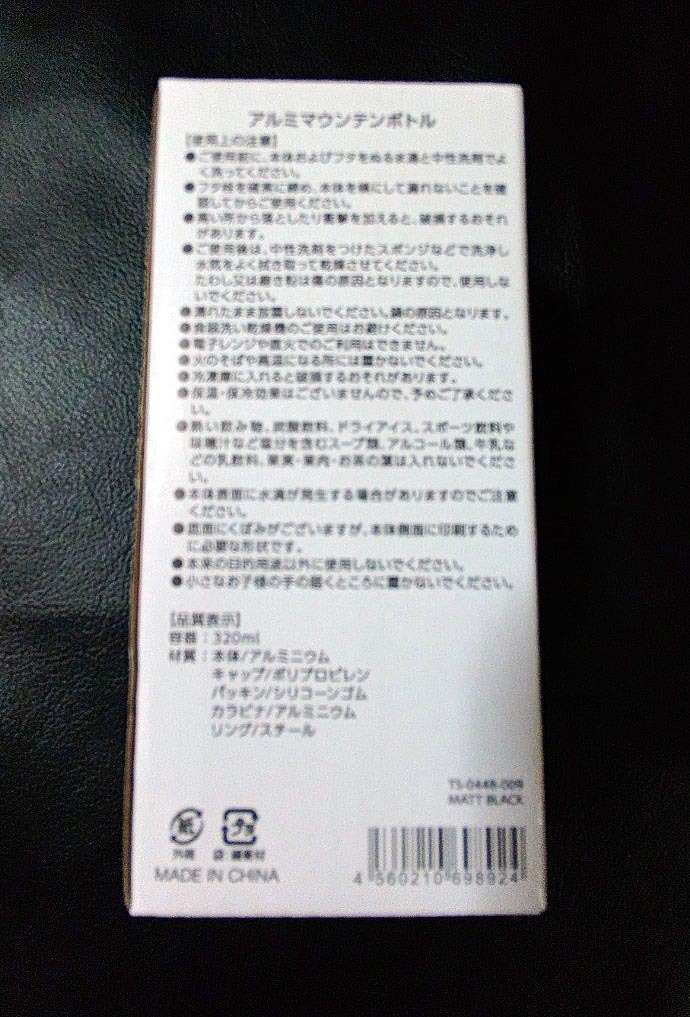 アルミマウンテンボトル
【使用上の注意】
●ご使用前に、本体およびフタをぬるま湯と中性洗剤でよ
く洗ってください。
●フタ栓を確実に締め、本体を横にして漏れないことを確
認してからご使用ください。
●高い所から落としたり衝撃を加えると、破損するおそれ
があります。
●ご使用後は、中性洗剤をつけたスポンジなどで洗浄し
水気をよく拭き取って乾燥させてください。
たわし又は磨き粉は傷の原因となりますので、使用しな
いでください。
●濡れたまま放置しないでください。錆の原因となります。
●食器洗い乾燥機のご使用はお避けください。
●電子レンジや直火でのご利用はできません。
●火のそばや高温になる所には置かないでください。
●冷凍庫に入れると破損するおそれがあります。
●保温・保冷効果はございませんので、予めご了承くださ
い。
●熱い飲み物、炭酸飲料、ドライアイス、スポーツ飲料や
味噌汁など塩分を含むスープ類、アルコール類、牛乳な
どの乳飲料、果実・果肉・お茶の葉は入れないでくださ
い。
●本体表面に水滴が発生する場合がありますのでご注意
ください。
●底面にくぼみがございますが、本体側面に印刷するため
に必要な形状です。
●本来の目的用途以外に使用しないでください。
●小さなお子様の手の届くところに置かないでください。
【品質表示】
容量：320ml
材質：本体/アルミニウム
キャップ/ポリプロピレン
パッキン/シリコーンゴム
カラビナ/アルミニウム
リング/スチール
TS-0448-009
MATT BLACK
紙 プラ
外箱 袋・緩衝材
MADE IN CHINA
4 560210 698924